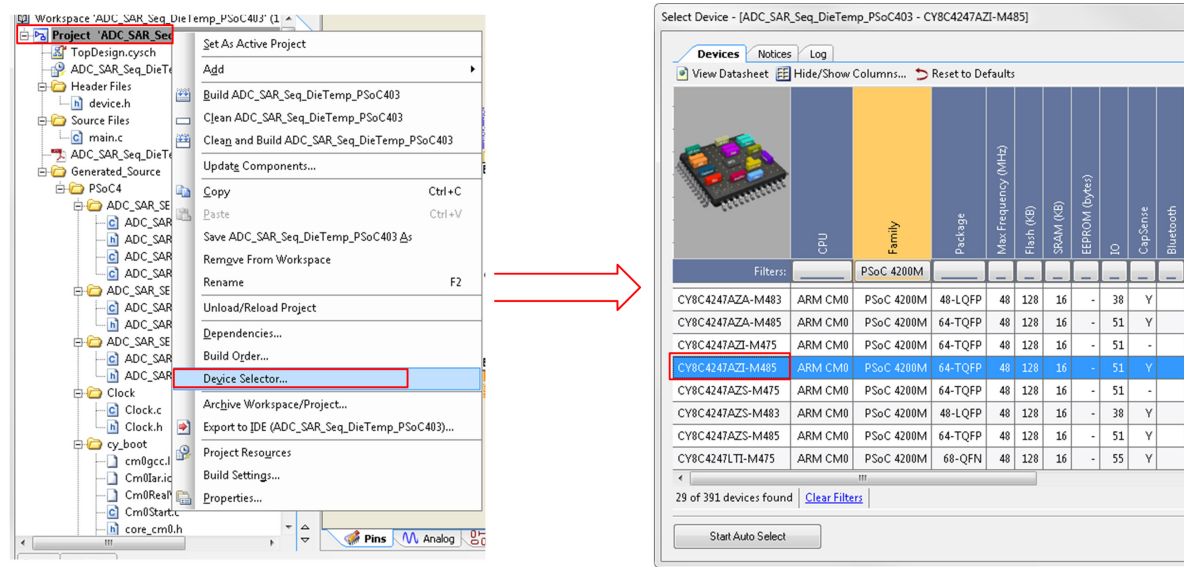 Workspace 'ADC_SAR_Seq_DieTemp_PSoC403' (1
Project 'ADC_SAR_Sec
TopDesign.cysch
ADC_SAR_Seq_DieTe
Header Files
device.h
Source Files
main.c
ADC_SAR_Seq_DieTe
Generated_Source
PSoC4
ADC_SAR_SE
ADC_SAR
ADC_SAR
ADC_SAR
ADC_SAR
ADC_SAR_SE
ADC_SAR
ADC_SAR
ADC_SAR_SE
ADC_SAR
ADC_SAR
Clock
Clock.c
Clock.h
cy_boot
cm0gcc.l
Cm0Iar.ic
Cm0Real
Cm0Start.c
core_cm0.h
Set As Active Project
Add
Build ADC_SAR_Seq_DieTemp_PSoC403
Clean ADC_SAR_Seq_DieTemp_PSoC403
Clean and Build ADC_SAR_Seq_DieTemp_PSoC403
Update Components...
Copy Ctrl+C
Paste Ctrl+V
Save ADC_SAR_Seq_DieTemp_PSoC403 As
Remove From Workspace
Rename F2
Unload/Reload Project
Dependencies...
Build Order...
Device Selector...
Archive Workspace/Project...
Export to IDE (ADC_SAR_Seq_DieTemp_PSoC403)...
Project Resources
Build Settings...
Properties...
Pins Analog
Select Device - [ADC_SAR_Seq_DieTemp_PSoC403 - CY8C4247AZI-M485]
Devices Notices Log
View Datasheet Hide/Show Columns... Reset to Defaults
CPU Family Package Max Frequency (MHz) Flash (KB) SRAM (KB) EEPROM (bytes) IO CapSense Bluetooth
Filters: PSoC 4200M
CY8C4247AZA-M483 ARM CM0 PSoC 4200M 48-LQFP 48 128 16 - 38 Y
CY8C4247AZA-M485 ARM CM0 PSoC 4200M 64-TQFP 48 128 16 - 51 Y
CY8C4247AZI-M475 ARM CM0 PSoC 4200M 64-TQFP 48 128 16 - 51 -
CY8C4247AZI-M485 ARM CM0 PSoC 4200M 64-TQFP 48 128 16 - 51 Y
CY8C4247AZS-M475 ARM CM0 PSoC 4200M 64-TQFP 48 128 16 - 51 -
CY8C4247AZS-M483 ARM CM0 PSoC 4200M 48-LQFP 48 128 16 - 38 Y
CY8C4247AZS-M485 ARM CM0 PSoC 4200M 64-TQFP 48 128 16 - 51 Y
CY8C4247LTI-M475 ARM CM0 PSoC 4200M 68-QFN 48 128 16 - 55 Y
29 of 391 devices found Clear Filters
Start Auto Select